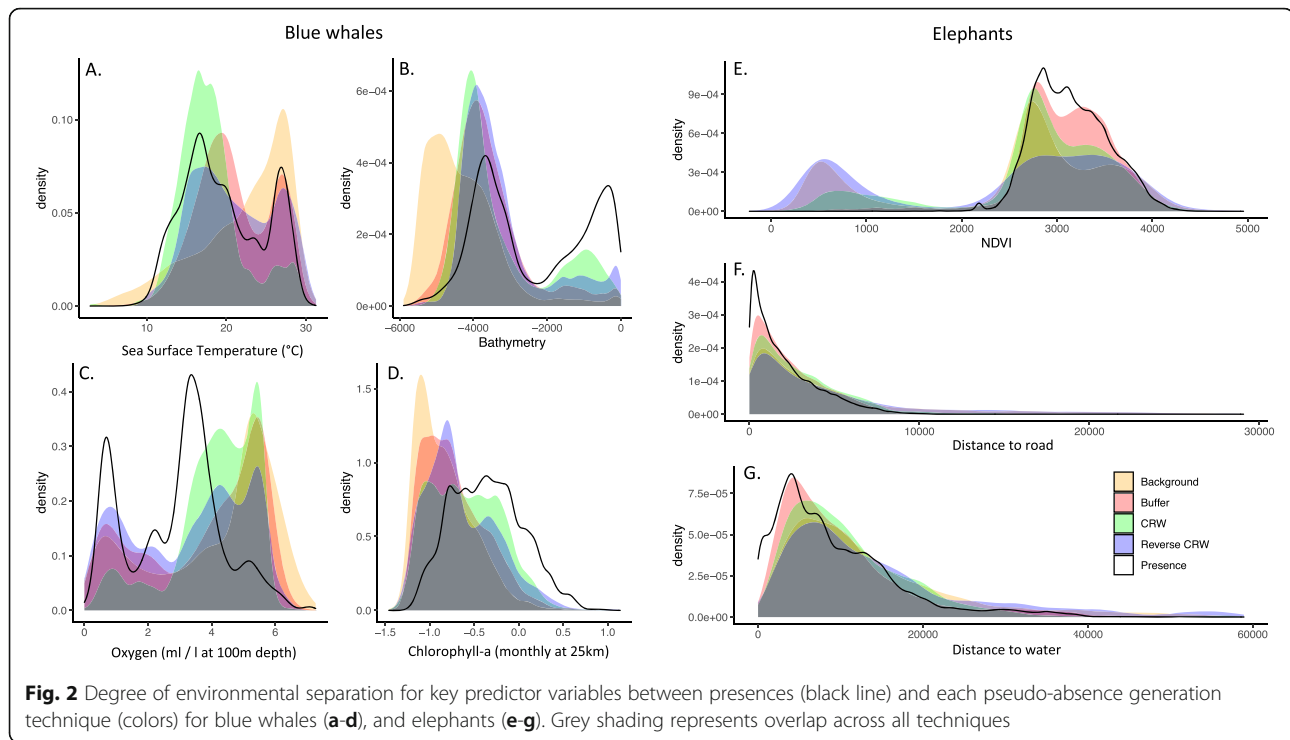 Blue whales
Elephants
A.
density
0.00
0.05
0.10
10
20
30
Sea Surface Temperature (°C)
B.
0e+00
2e−04
4e−04
6e−04
−6000
−4000
−2000
0
Bathymetry
C.
density
0.0
0.1
0.2
0.3
0.4
0
2
4
6
Oxygen (ml / l at 100m depth)
D.
density
0.0
0.5
1.0
1.5
−1.5
−1.0
−0.5
0.0
0.5
1.0
Chlorophyll-a (monthly at 25km)
E.
density
0e+00
3e−04
6e−04
9e−04
0
1000
2000
3000
4000
5000
NDVI
F.
density
0e+00
1e−04
2e−04
3e−04
4e−04
0
10000
20000
30000
Distance to road
G.
density
0.0e+00
2.5e−05
5.0e−05
7.5e−05
0
20000
40000
60000
Distance to water
Background
Buffer
CRW
Reverse CRW
Presence
Fig. 2 Degree of environmental separation for key predictor variables between presences (black line) and each pseudo-absence generation
technique (colors) for blue whales (a-d), and elephants (e-g). Grey shading represents overlap across all techniques